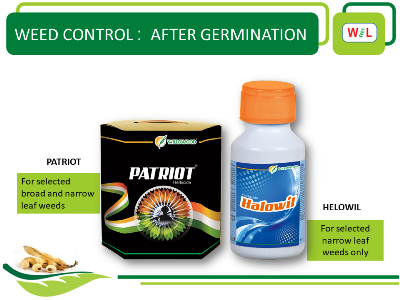 WEED CONTROL : AFTER GERMINATION
W L
PATRIOT
For selected
broad and narrow
leaf weeds
PATRIOT
Herbicide
Halowil
HELOWIL
For selected
narrow leaf
weeds only